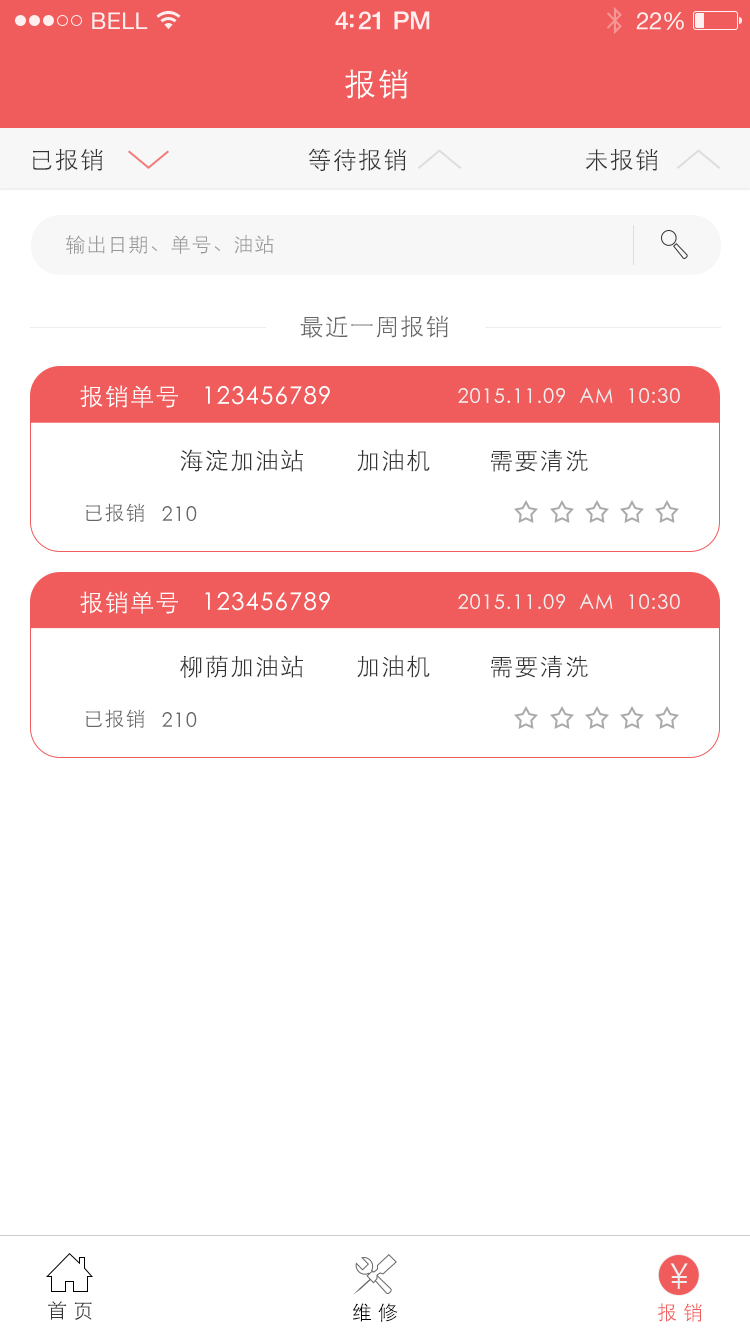 BELL 4:21 PM 22%
报销
已报销 等待报销 未报销
输出日期、单号、油站
最近一周报销
报销单号 123456789 2015.11.09 AM 10:30
海淀加油站 加油机 需要清洗
已报销 210
报销单号 123456789 2015.11.09 AM 10:30
柳荫加油站 加油机 需要清洗
已报销 210
¥
首页 维修 报销